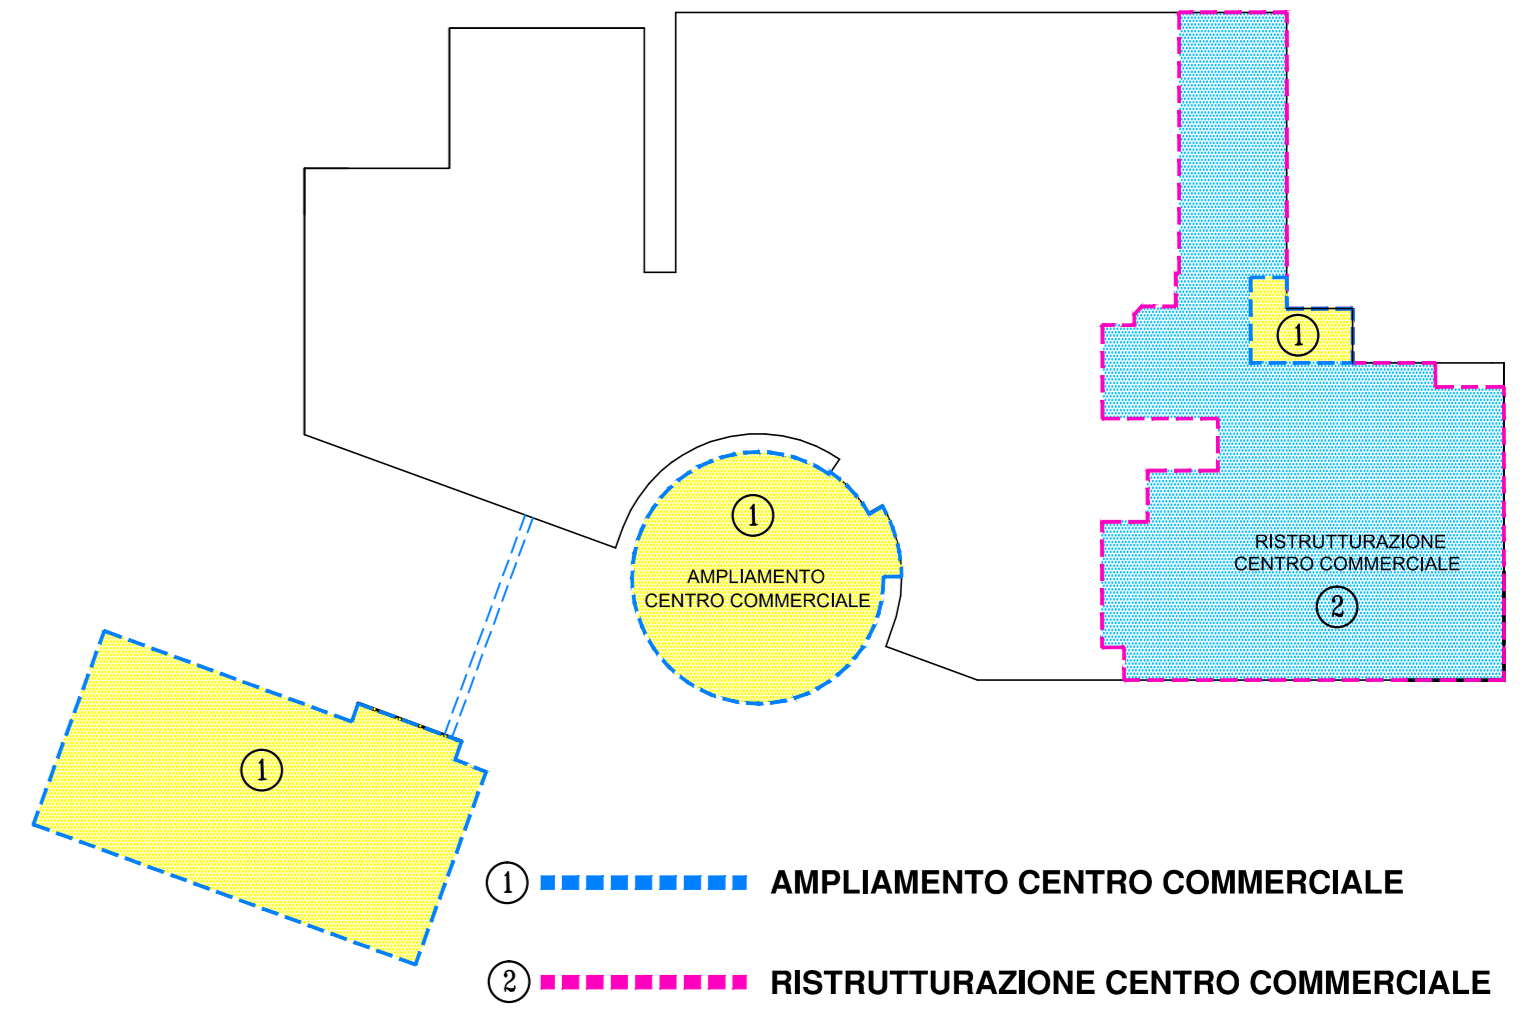 1
1
AMPLIAMENTO
CENTRO COMMERCIALE
RISTRUTTURAZIONE
CENTRO COMMERCIALE
2
1
1 AMPLIAMENTO CENTRO COMMERCIALE
2 RISTRUTTURAZIONE CENTRO COMMERCIALE